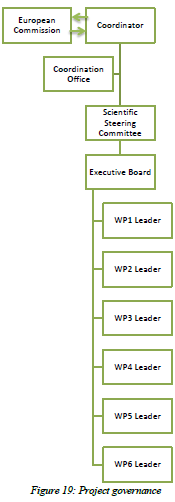 European
Commission
Coordinator
Coordination
Office
Scientific
Steering
Committee
Executive Board
WP1 Leader
WP2 Leader
WP3 Leader
WP4 Leader
WP5 Leader
WP6 Leader
Figure 19: Project governance